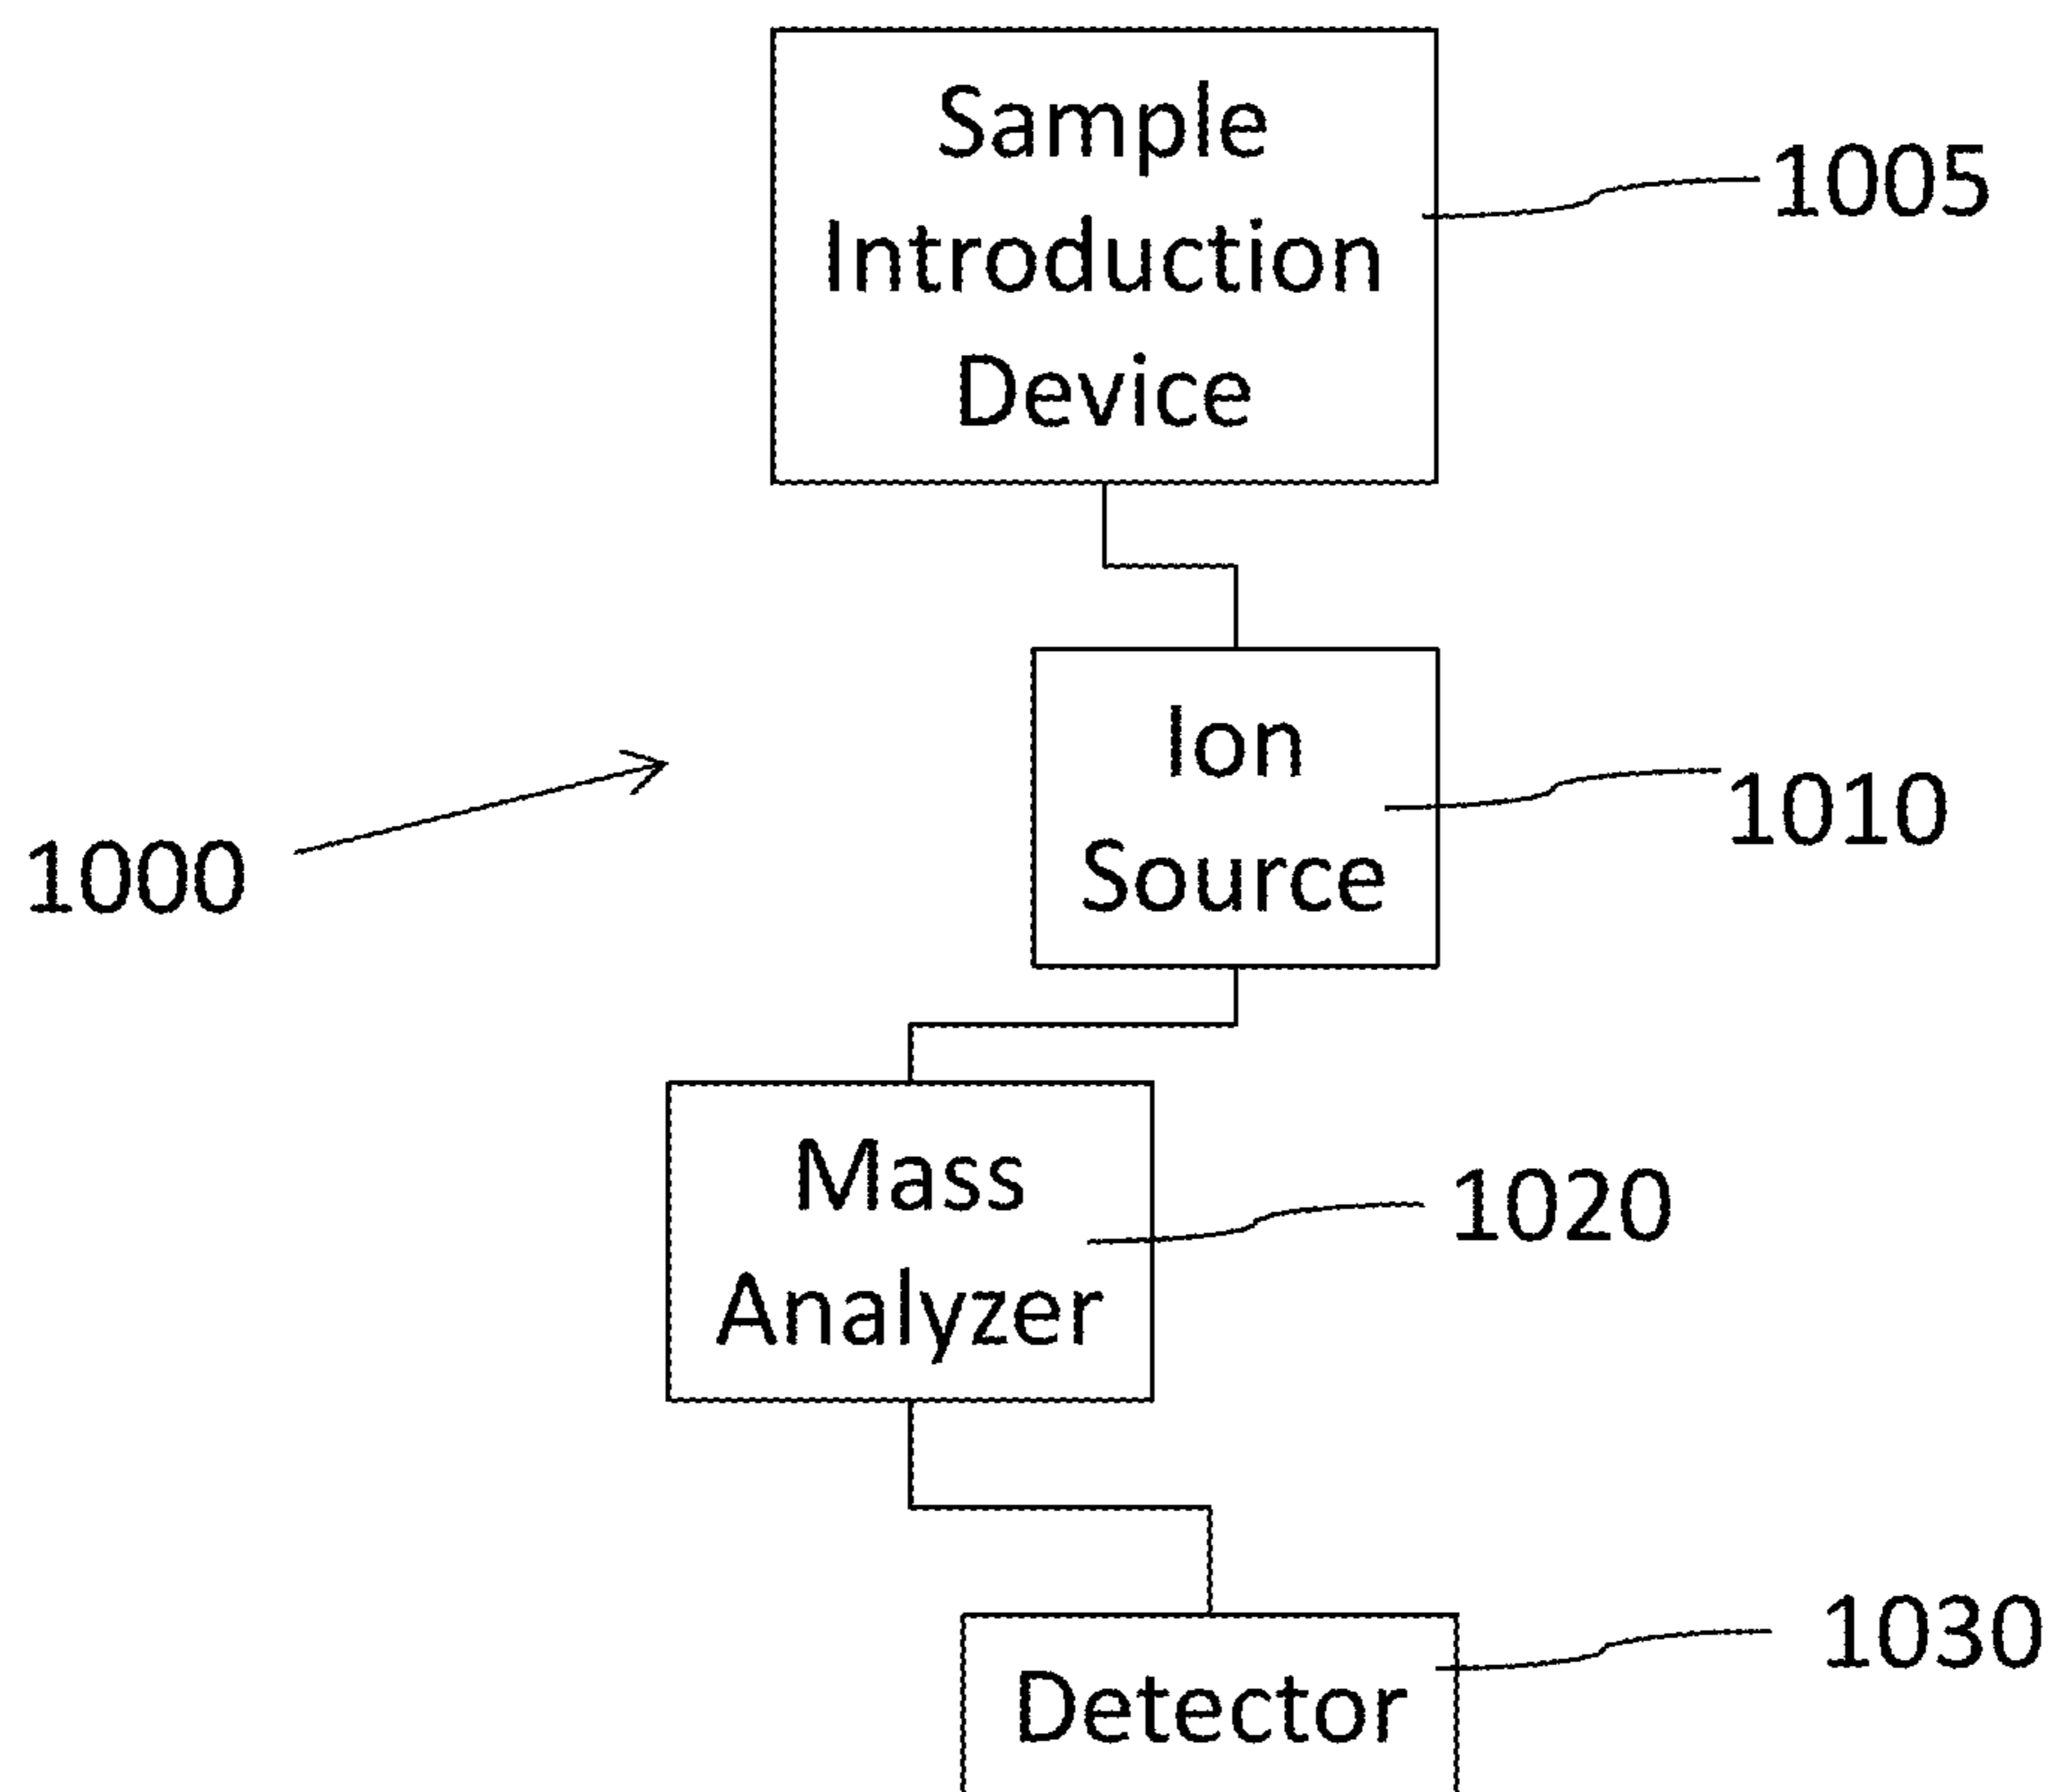 Sample
Introduction
Device
1005
Ion
Source
1010
1000
Mass
Analyzer
1020
Detector
1030